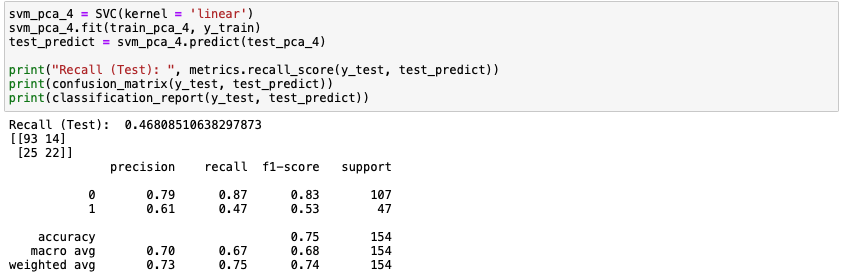 svm_pca_4 = SVC(kernel = 'linear')
svm_pca_4.fit(train_pca_4, y_train)
test_predict = svm_pca_4.predict(test_pca_4)

print("Recall (Test): ", metrics.recall_score(y_test, test_predict))
print(confusion_matrix(y_test, test_predict))
print(classification_report(y_test, test_predict))

Recall (Test):  0.46808510638297873
[[93 14]
 [25 22]]
              precision    recall  f1-score   support

           0       0.79      0.87      0.83       107
           1       0.61      0.47      0.53        47

    accuracy                           0.75       154
   macro avg       0.70      0.67      0.68       154
weighted avg       0.73      0.75      0.74       154